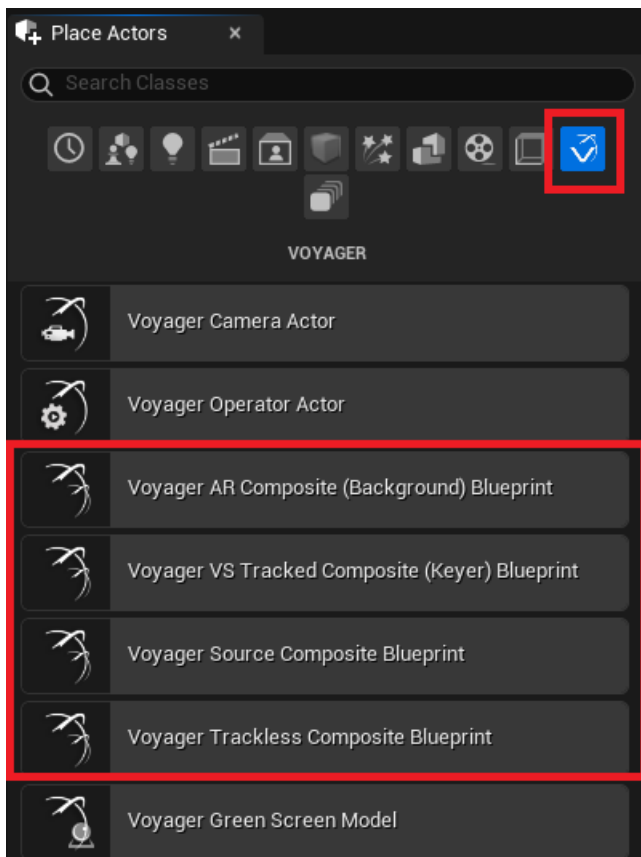 Place Actors
Search Classes
VOYAGER
Voyager Camera Actor
Voyager Operator Actor
Voyager AR Composite (Background) Blueprint
Voyager VS Tracked Composite (Keyer) Blueprint
Voyager Source Composite Blueprint
Voyager Trackless Composite Blueprint
Voyager Green Screen Model